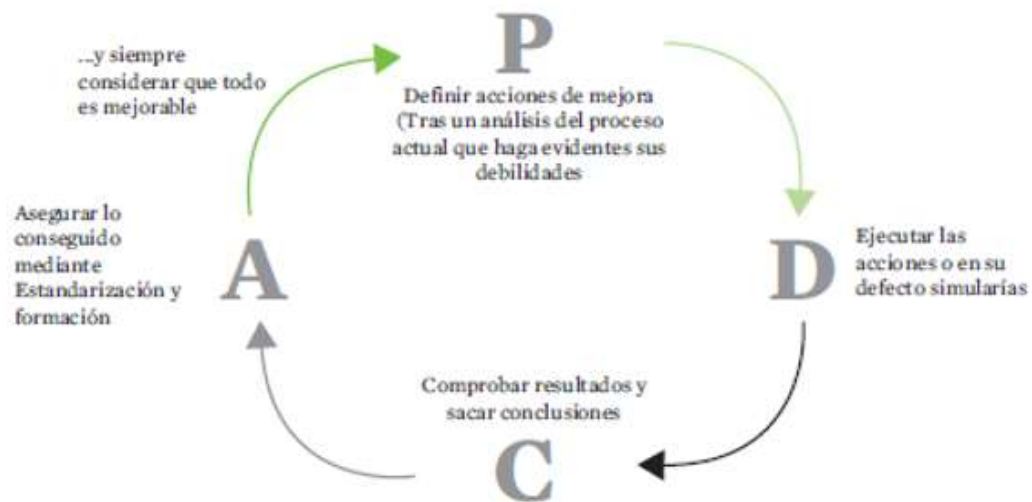 P
Definir acciones de mejora
(Tras un análisis del proceso
actual que haga evidentes sus
debilidades
D
Ejecutar las
acciones o en su
defecto simularías
Comprobar resultados y
sacar conclusiones
C
A
Asegurar lo
conseguido
mediante
Estandarización y
formación
...y siempre
considerar que todo
es mejorable